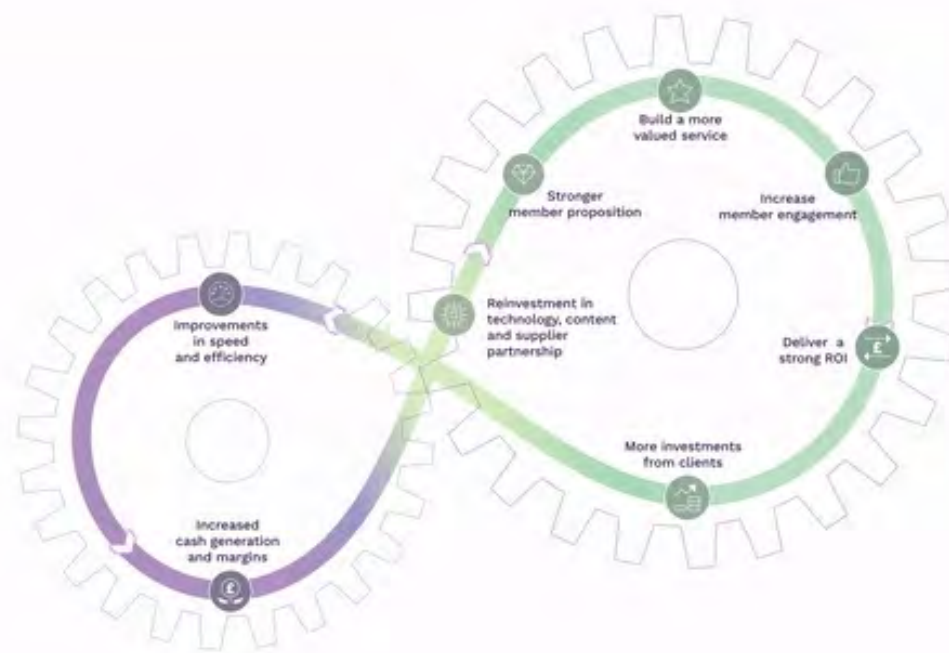 Build a more
valued service
Stronger
member proposition
Increase
member engagement
Reinvestment in
technology, content
and supplier
partnership
Deliver a
strong ROI
£
More investments
from clients
Improvements
in speed
and efficiency
Increased
cash generation
and margins
£